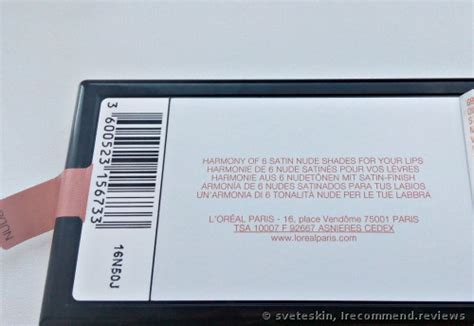 3 600523 156733
16N50J
HARMONY OF 6 SATIN NUDE SHADES FOR YOUR LIPS
HARMONIE DE 6 NUDE SATINÉS POUR VOS LÈVRES
HARMONIE AUS 6 NUDETÖNEN MIT SATIN-FINISH
ARMONÍA DE 6 NUDES SATINADOS PARA TUS LABIOS
UN'ARMONIA DI 6 TONALITÀ NUDE PER LE TUE LABBRA
L'ORÉAL PARIS - 16, place Vendôme 75001 PARIS
TSA 10007 F 92667 ASNIERES CEDEX
www.lorealparis.com
NUDE
© sveteskin, Irecommend.reviews